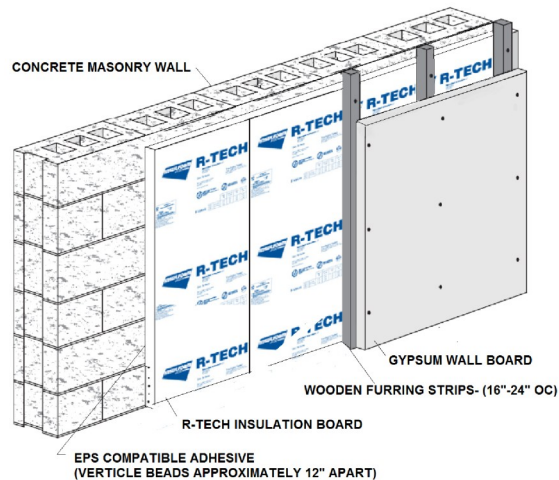 CONCRETE MASONRY WALL
R-TECH
R-TECH
R-TECH
R-TECH
R-TECH
R-TECH
R-TECH
R-TECH
GYPSUM WALL BOARD
WOODEN FURRING STRIPS- (16"-24" OC)
R-TECH INSULATION BOARD
EPS COMPATIBLE ADHESIVE
(VERTICLE BEADS APPROXIMATELY 12" APART)